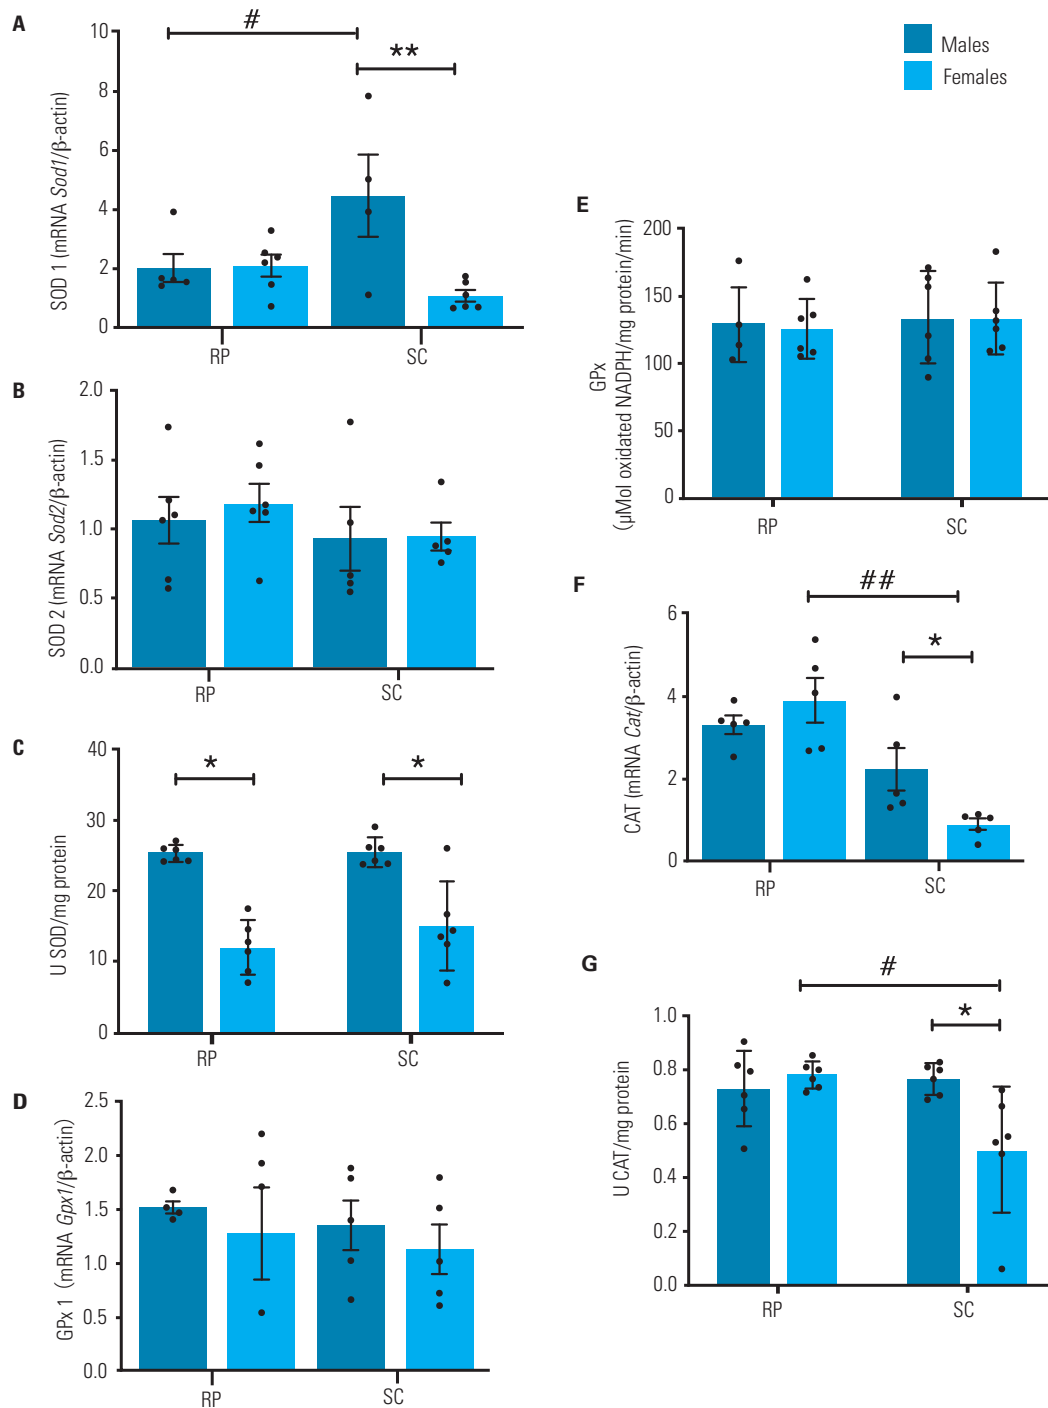 A
SOD 1 (mRNA Sod1/β-actin)
10
8
6
4
2
0
#
**
RP
SC
Males
Females
B
SOD 2 (mRNA Sod2/β-actin)
2.0
1.5
1.0
0.5
0.0
RP
SC
C
U SOD/mg protein
40
30
20
10
0
*
*
RP
SC
D
GPx 1 (mRNA Gpx1/β-actin)
2.5
2.0
1.5
1.0
0.5
0.0
RP
SC
E
GPx
(µMol oxidated NADPH/mg protein/min)
200
150
100
50
0
RP
SC
F
CAT (mRNA Cat/β-actin)
6
4
2
0
##
*
RP
SC
G
U CAT/mg protein
1.0
0.8
0.6
0.4
0.2
0.0
#
*
RP
SC